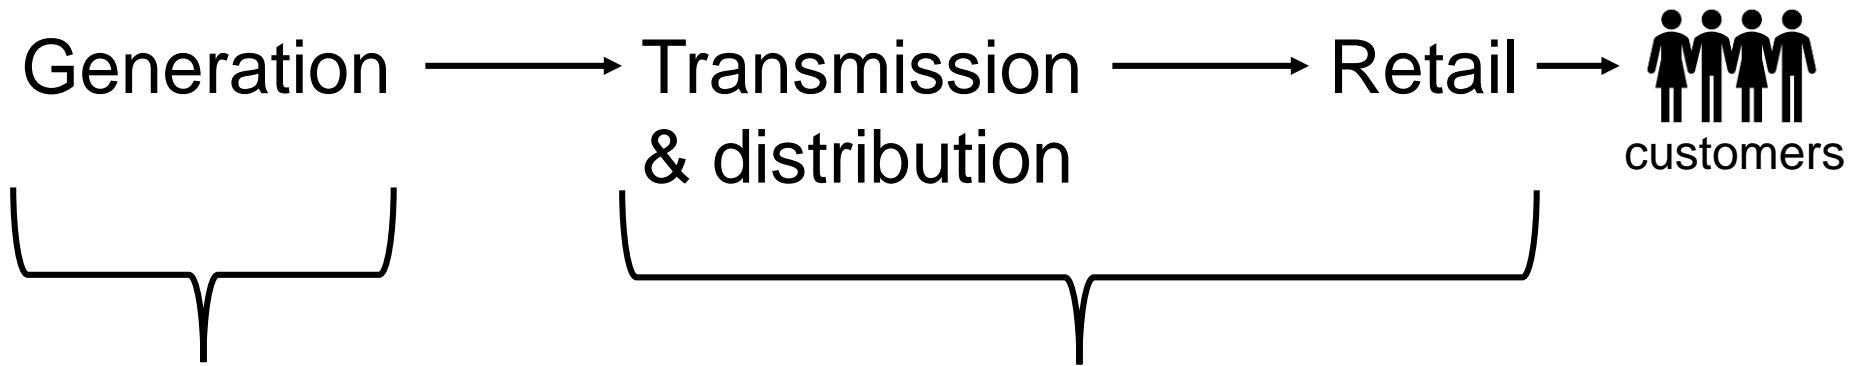 Generation
Transmission
& distribution
Retail
customers